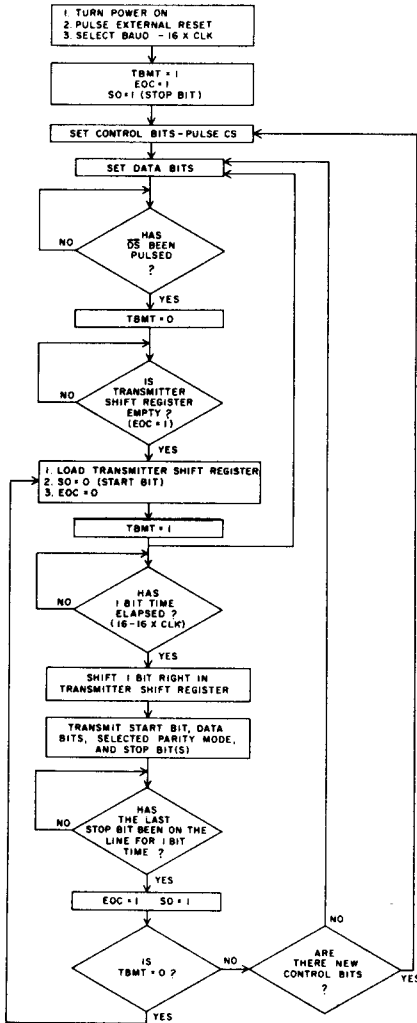 1. TURN POWER ON
2. PULSE EXTERNAL RESET
3. SELECT BAUD - 16 X CLK
TBMT = 1
EOC = 1
SO=1 (STOP BIT)
SET CONTROL BITS - PULSE CS
SET DATA BITS
HAS
DS BEEN
PULSED
?
NO
YES
TBMT = 0
IS
TRANSMITTER
SHIFT REGISTER
EMPTY ?
(EOC = 1)
NO
YES
1. LOAD TRANSMITTER SHIFT REGISTER
2. SO = 0 (START BIT)
3. EOC = 0
TBMT = 1
HAS
1 BIT TIME
ELAPSED ?
(16-16 X CLK)
NO
YES
SHIFT 1 BIT RIGHT IN
TRANSMITTER SHIFT REGISTER
TRANSMIT START BIT, DATA
BITS, SELECTED PARITY MODE,
AND STOP BIT(S)
HAS
THE LAST
STOP BIT BEEN ON THE
LINE FOR 1 BIT
TIME ?
NO
YES
EOC = 1 SO = 1
IS
TBMT = 0 ?
NO
YES
ARE
THERE NEW
CONTROL BITS
?
NO
YES